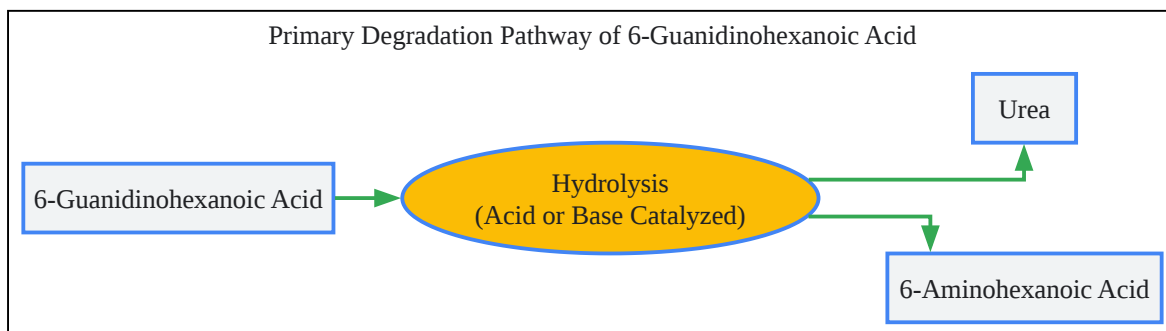 Primary Degradation Pathway of 6-Guanidinohexanoic Acid
Urea
6-Guanidinohexanoic Acid
Hydrolysis
(Acid or Base Catalyzed)
6-Aminohexanoic Acid